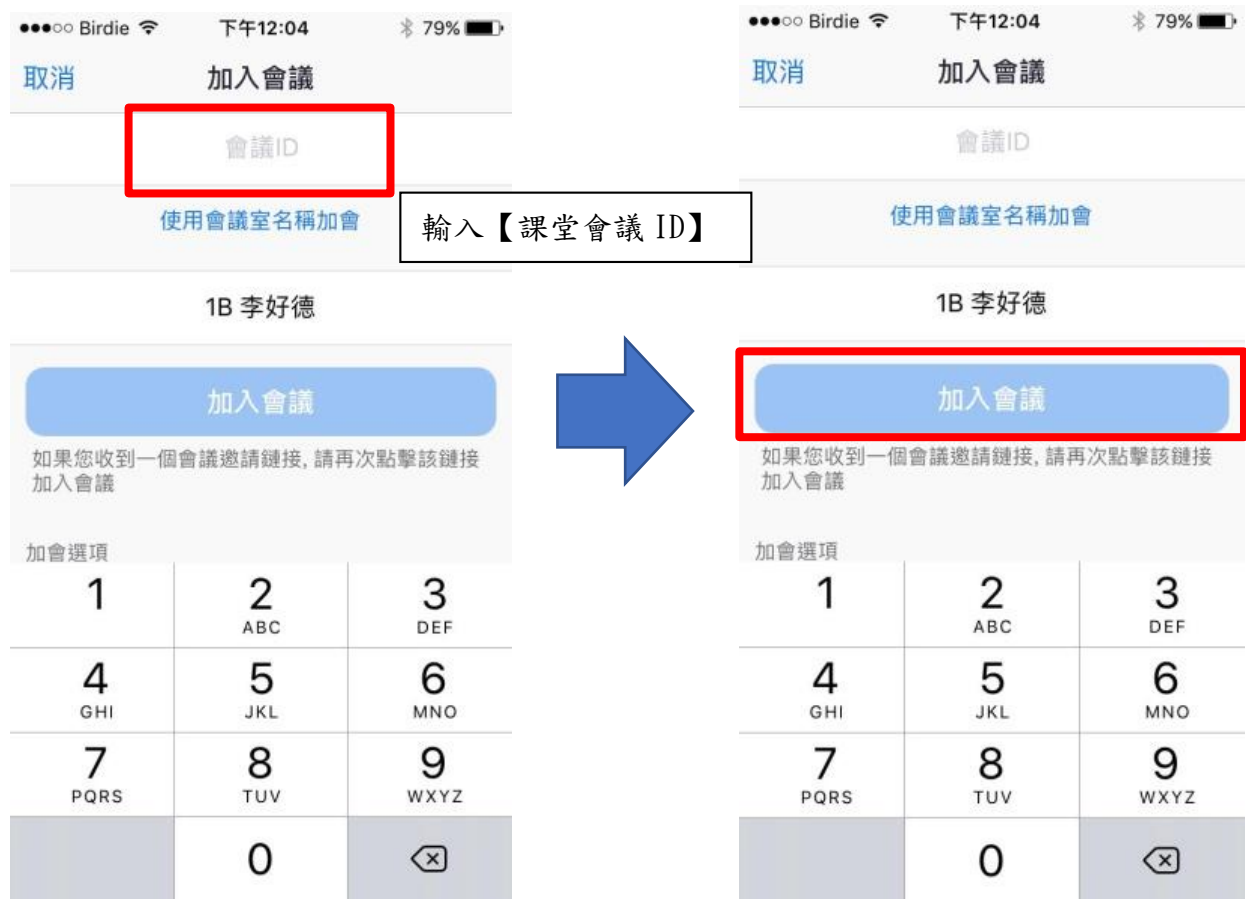 ●●●○○ Birdie 下午12:04 79%
取消 加入會議
會議ID
使用會議室名稱加會
1B 李好德
加入會議
如果您收到一個會議邀請鏈接, 請再次點擊該鏈接
加入會議
加會選項
1 2 3
ABC DEF
4 5 6
GHI JKL MNO
7 8 9
PQRS TUV WXYZ
0
輸入【課堂會議 ID】
●●●○○ Birdie 下午12:04 79%
取消 加入會議
會議ID
使用會議室名稱加會
1B 李好德
加入會議
如果您收到一個會議邀請鏈接, 請再次點擊該鏈接
加入會議
加會選項
1 2 3
ABC DEF
4 5 6
GHI JKL MNO
7 8 9
PQRS TUV WXYZ
0